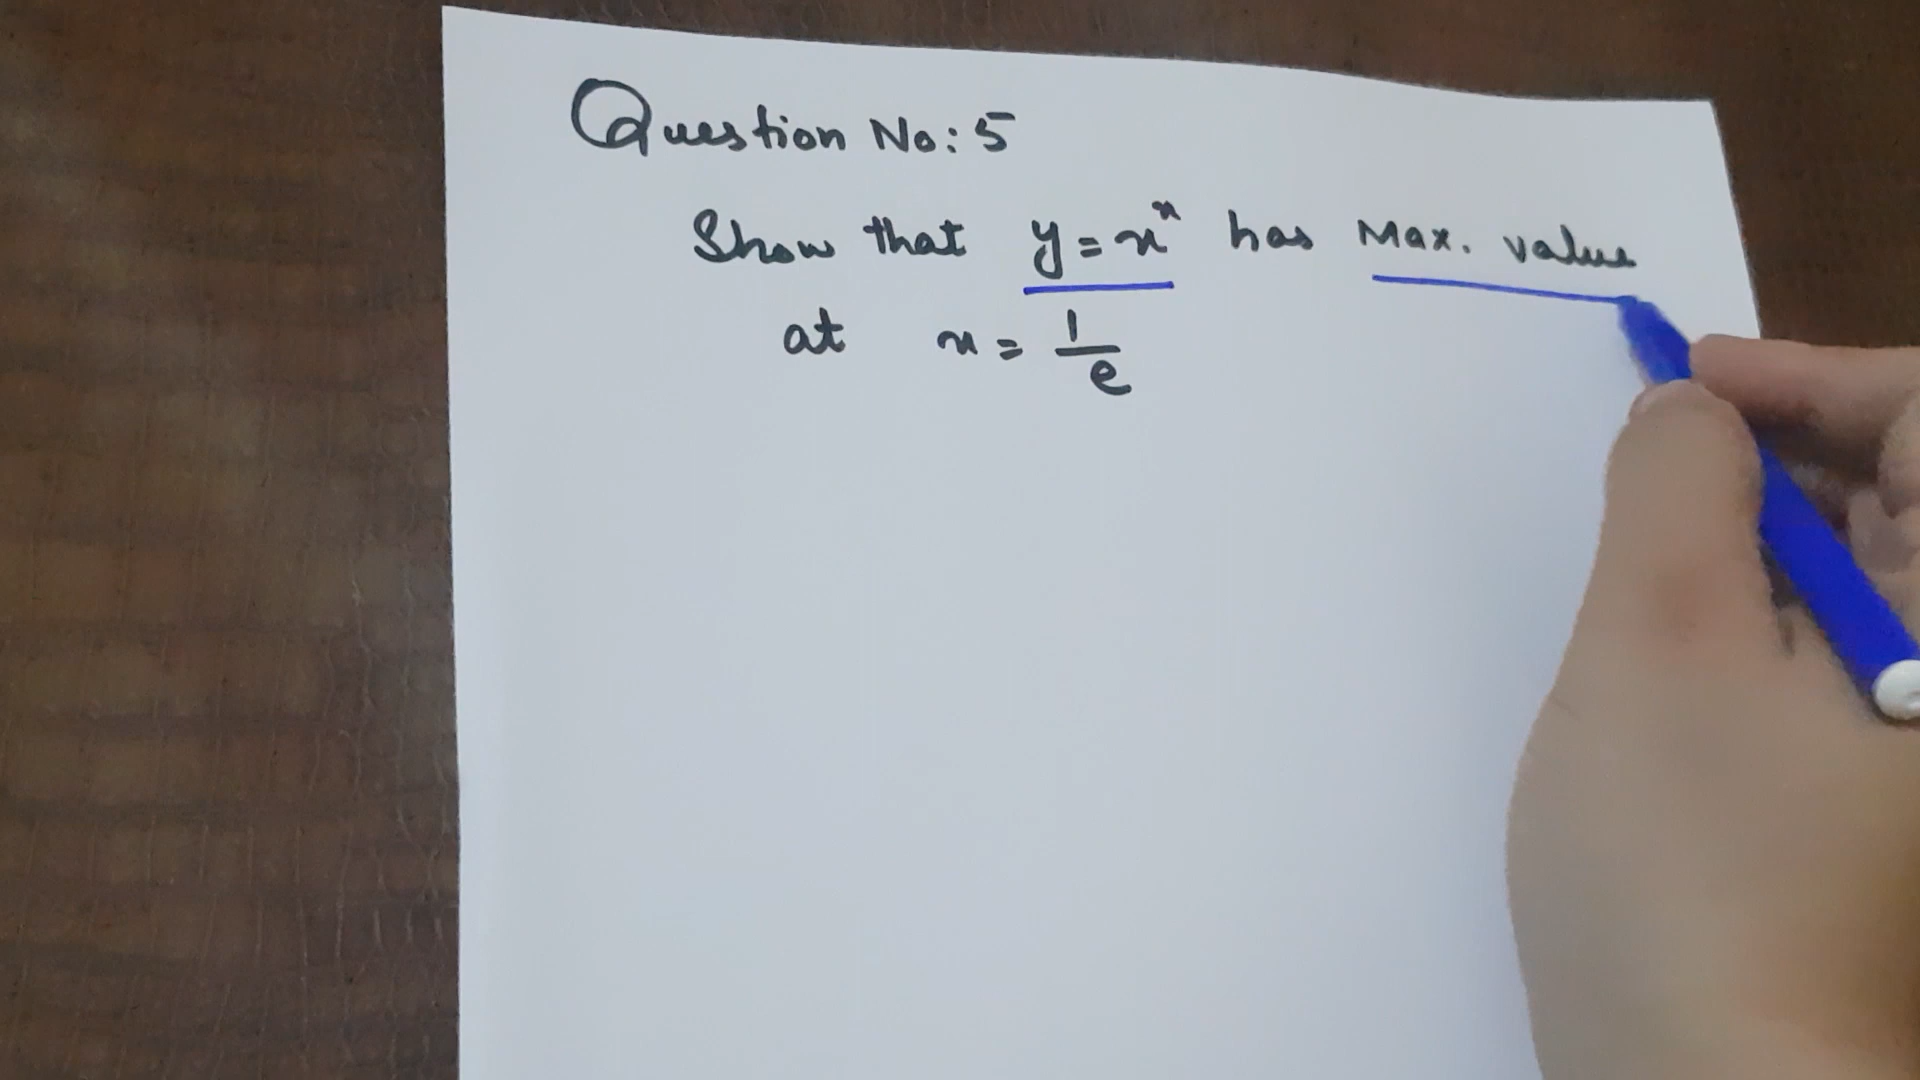 Question No: 5
Show that y = x^x has Max. value
at x = 1/e